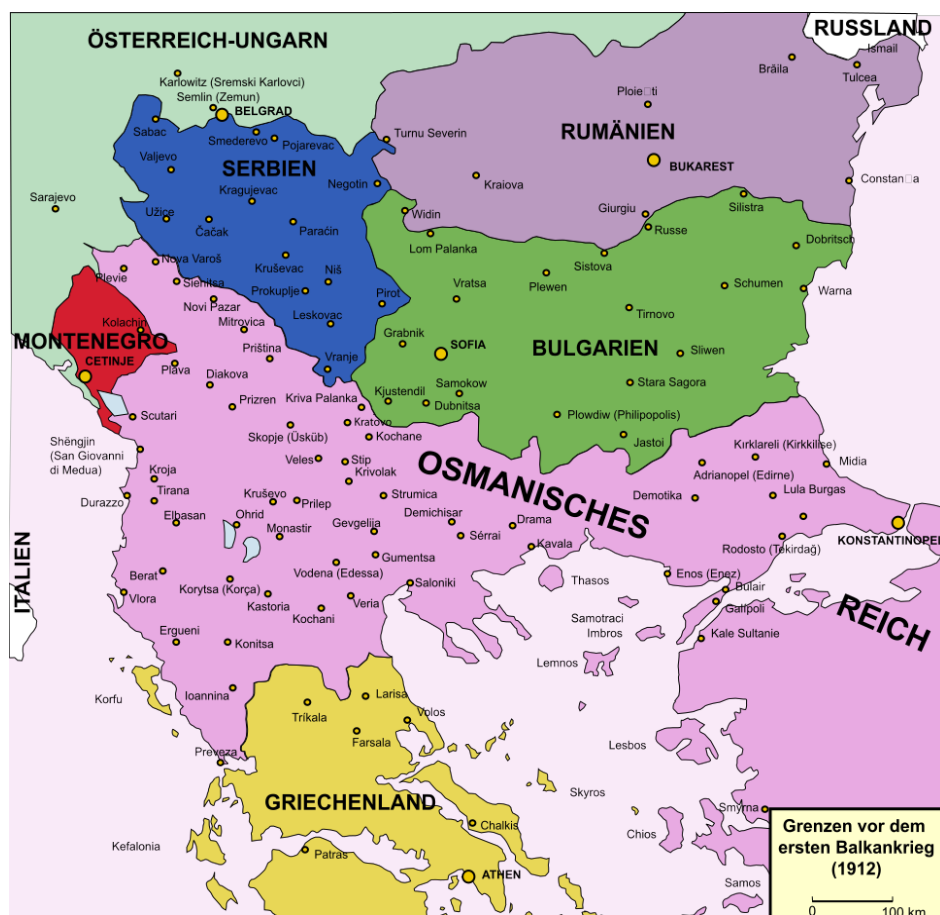 ÖSTERREICH-UNGARN
RUSSLAND
Ismail
Tulcea
Brăila
Karlowitz (Sremski Karlovci)
Semlin (Zemun)
BELGRAD
Sabac
Smederevo
Pojarevac
Turnu Severin
RUMÄNIEN
BUKAREST
Valjevo
SERBIEN
Kragujevac
Negotin
Kraiova
Sarajevo
Užice
Čačak
Paraćin
Widin
Giurgiu
Silistra
Russe
Lom Palanka
Dobritsch
Nova Varoš
Kruševac
Niš
Sistova
Plevie
Sienitsa
Prokuplje
Pirot
Vratsa
Plewen
Schumen
Warna
Novi Pazar
Leskovac
Tirnovo
Kolachin
Mitrovica
MONTENEGRO
CETINJE
Priština
Vranje
Grabnik
SOFIA
BULGARIEN
Sliwen
Plava
Diakova
Samokow
Stara Sagora
Kjustendil
Dubnitsa
Prizren
Kriva Palanka
Plowdiw (Philipopolis)
Scutari
Kratovo
Skopje (Üsküb)
Kochane
Jastoi
Shëngjin
(San Giovanni
di Medua)
Veles
Stip
Krivolak
OSMANISCHES
Kırklareli (Kirkkilise)
Midia
Adrianopel (Edirne)
Kroja
Tirana
Durazzo
Kruševo
Prilep
Strumica
Demotika
Lula Burgas
Elbasan
Ohrid
Monastir
Gevgelija
Demichisar
Sérrai
Drama
Kavala
KONSTANTINOPEL
Rodosto (Tekirdağ)
ITALIEN
Gumentsa
Vodena (Edessa)
Saloniki
Thasos
Enos (Enez)
Bulair
Berat
Vlora
Korytsa (Korça)
Kastoria
Veria
Kochani
Galipoli
REICH
Samotraci
Imbros
Kale Sultanie
Ergueni
Konitsa
Lemnos
Korfu
Ioannina
Larisa
Tríkala
Volos
Farsala
Preveza
Lesbos
Skyros
GRIECHENLAND
Smyrna
Chalkis
Chios
Kefalonia
Patras
ATHEN
Samos
Grenzen vor dem
ersten Balkankrieg
(1912)
0 100 km